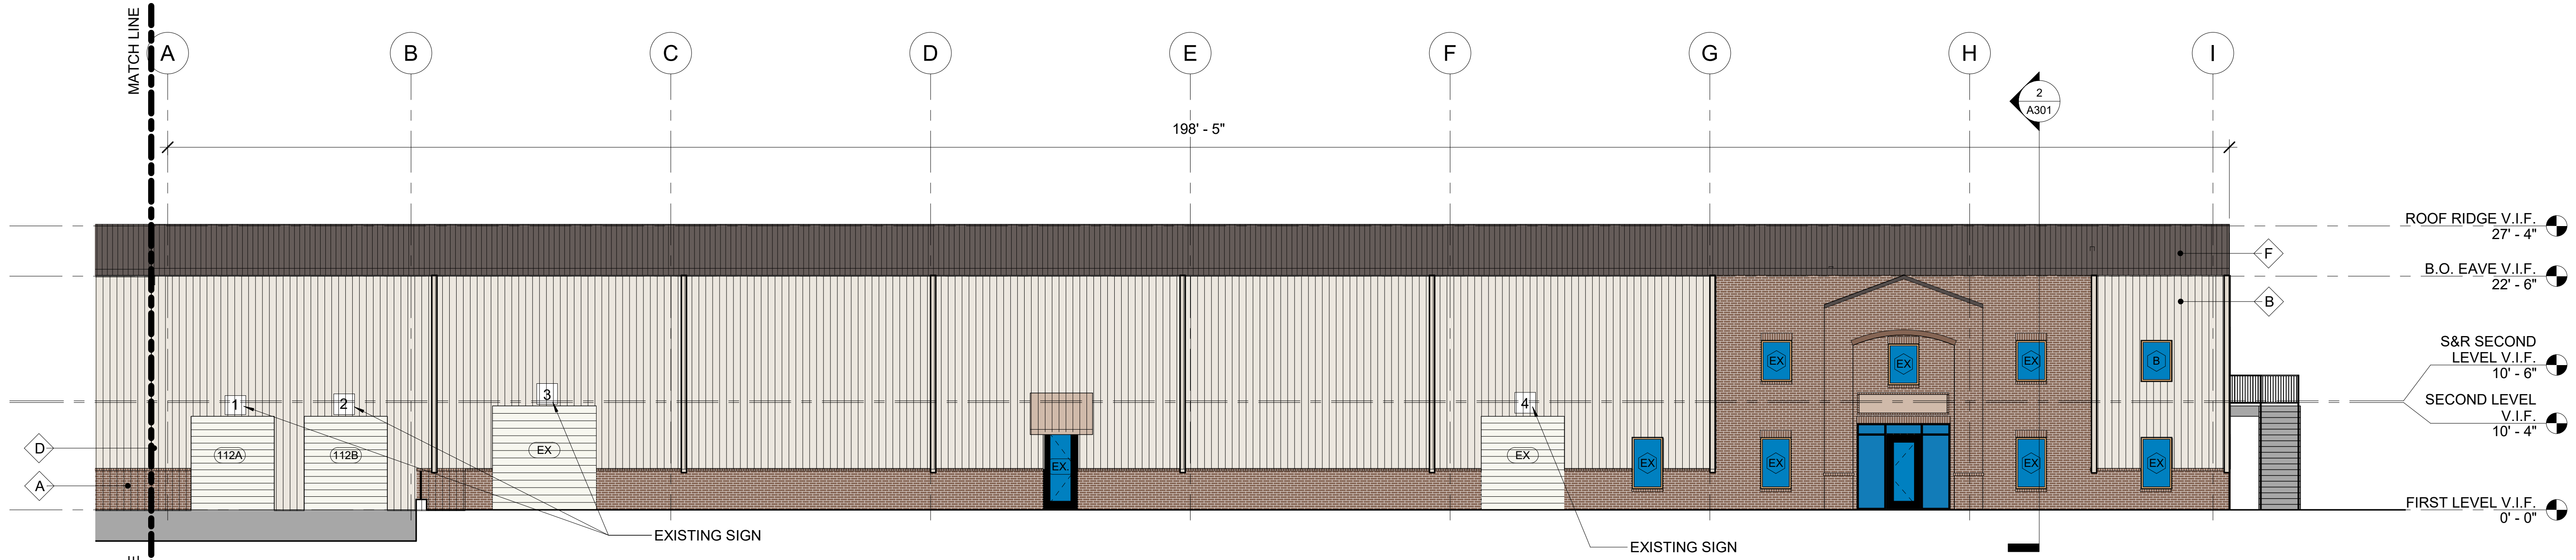 MATCH LINE
A
B
C
D
E
F
G
H
I
2
A301
198' - 5"
ROOF RIDGE V.I.F.
27' - 4"
F
B.O. EAVE V.I.F.
22' - 6"
B
S&R SECOND
LEVEL V.I.F.
10' - 6"
SECOND LEVEL
V.I.F.
10' - 4"
EX
EX
EX
B
1
2
3
4
D
112A
112B
EX
EX
EX
EX
EX
EX
EX
A
FIRST LEVEL V.I.F.
0' - 0"
EXISTING SIGN
EXISTING SIGN